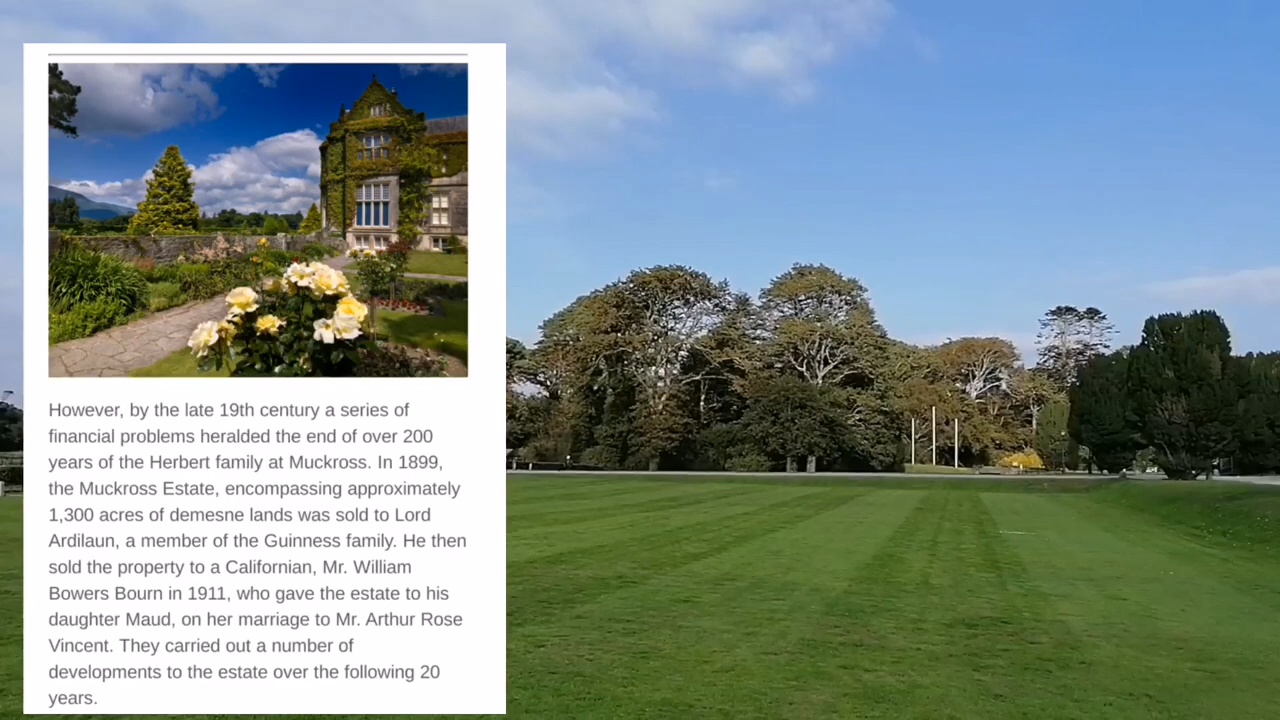 However, by the late 19th century a series of
financial problems heralded the end of over 200
years of the Herbert family at Muckross. In 1899,
the Muckross Estate, encompassing approximately
1,300 acres of demesne lands was sold to Lord
Ardilaun, a member of the Guinness family. He then
sold the property to a Californian, Mr. William
Bowers Bourn in 1911, who gave the estate to his
daughter Maud, on her marriage to Mr. Arthur Rose
Vincent. They carried out a number of
developments to the estate over the following 20
years.